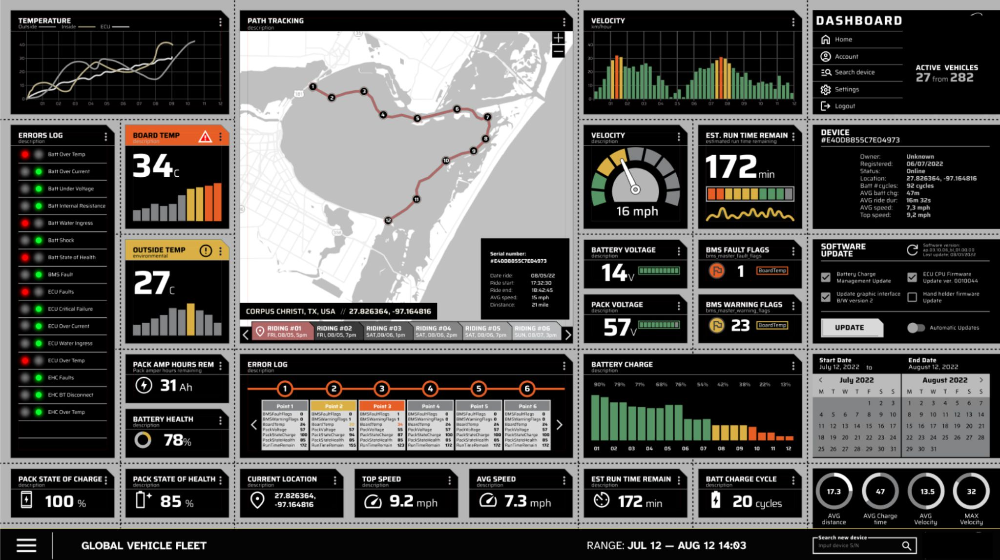 TEMPERATURE
Outside Inside ECU
40
30
20
10
0
01 02 03 04 05 06 07 08 09 10 11 12
PATH TRACKING
description
35
181
358
1
2
3
4
5
6
7
8
9
10
11
12
Serial number:
#E40D8855C7E04973
Date ride: 08/05/22
Ride start: 17:32:30
Ride end: 18:42:45
AVG speed: 15 mph
Dinstance: 21 mile
CORPUS CHRISTI, TX, USA // 27.826364, -97.164816
RIDING #01 RIDING #02 RIDING #03 RIDING #04 RIDING #05 RIDING #06
FRI, 08/05, 5pm FRI, 08/05, 7pm SAT,08/06, 1pm SAT, 08/06, 2pm SAT, 08/06, 7pm SUN, 08/07, 3pm
VELOCITY
km/hour
40
30
20
10
0
01 02 03 04 05 06 07 08 09 10 11 12
DASHBOARD
Home
Account
Search device
Settings
Logout
ACTIVE VEHICLES
27 from 282
ERRORS LOG
description
Batt Over Temp
Batt Over Current
Batt Under Voltage
Batt Internal Resistance
Batt Water Ingress
Batt Shock
Batt State of Health
BMS Fault
ECU Faults
ECU Critical Failure
ECU Over Current
ECU Water Ingress
ECU Over Temp
EHC Faults
EHC BT Disconnect
EHC Over Temp
BOARD TEMP
description
34 C
OUTSIDE TEMP
environmental
27 C
PACK AMP HOURS REM
Pack amper hours remaining
31 Ah
BATTERY HEALTH
description
78%
VELOCITY
description
16 mph
EST. RUN TIME REMAIN
estimated run time remaining
172 min
DEVICE
#E40D8855C7E04973
Owner: Unknown
Registered: 06/07/2022
Status: Online
Location: 27.826364, -97.164816
Batt #cycles: 92 cycles
AVG batt chg: 47m
AVG ride dur: 16m 32s
AVG speed: 7,3 mph
Top speed: 9,2 mph
BATTERY VOLTAGE
description
14 V
BMS FAULT FLAGS
bms_master_fault_flags
1 BoardTemp
PACK VOLTAGE
description
57 V
BMS WARNING FLAGS
bms_master_warning_flags
23 BoardTemp
SOFTWARE
UPDATE
Software version:
ap.03.10.06_bl_01.00.00
Last update: 08/01/2022
Battery Charge
Management Update
ECU CPU Firmware
Update ver. 0010044
Update graphic interface
B/W version 2
Hand helder firmware
Update
UPDATE
Automatic Updates
ERROR LOG
description
1 2 3 4 5 6
Point 1
BMSFaultFlags 0
BMSWarningFlags 0
BoardTemp 24
PackVoltage 57
PackStateCharge 100
PackStateHealth 85
RunTimeRemain 172
Point 2
BMSFaultFlags 0
BMSWarningFlags 1
BoardTemp
PackVoltage 57
PackStateCharge 94
PackStateHealth 85
RunTimeRemain 155
Point 3
BMSFaultFlags 1
BMSWarningFlags 1
BoardTemp 34
PackVoltage 55
PackStateCharge 87
PackStateHealth 85
RunTimeRemain 123
Point 4
BMSFaultFlags 0
BMSWarningFlags 0
BoardTemp 24
PackVoltage 57
PackStateCharge 100
PackStateHealth 85
RunTimeRemain 172
Point 5
BMSFaultFlags 0
BMSWarningFlags 0
BoardTemp 24
PackVoltage 57
PackStateCharge 100
PackStateHealth 85
RunTimeRemain 172
Point 6
BMSFaultFlags 0
BMSWarningFlags 0
BoardTemp 24
PackVoltage 57
PackStateCharge 100
PackStateHealth 85
RunTimeRemain 172
BATTERY CHARGE
description
90% 79% 71% 68% 76% 54% 42% 38% 22% 13%
01 02 03 04 05 06 07 08 09 10 11 12
Start Date
July 12, 2022 to
End Date
August 12, 2022
July 2022
M T W T F S S
1 2 3
4 5 6 7 8 9 10
11 12 13 14 15 16 17
18 19 20 21 22 23 24
25 26 27 28 29 30 31
August 2022
M T W T F S S
1 2 3 4 5 6 7
8 9 10 11 12 13 14
15 16 17 18 19 20 21
22 23 24 25 26 27 28
29 30 31
PACK STATE OF CHARGE
description
100 %
PACK STATE OF HEALTH
description
85 %
CURRENT LOCATION
description
27.826364,
-97.164816
TOP SPEED
description
9.2 mph
AVG SPEED
description
7.3 mph
EST RUN TIME REMAIN
description
172 min
BATT CHARGE CYCLE
description
20 cycles
17.3
AVG
distance
47
AVG Charge
time
13.5
AVG
Velocity
32
MAX
Velocity
GLOBAL VEHICLE FLEET
RANGE: JUL 12 — AUG 12 14:03
Search new device
Input device S/N